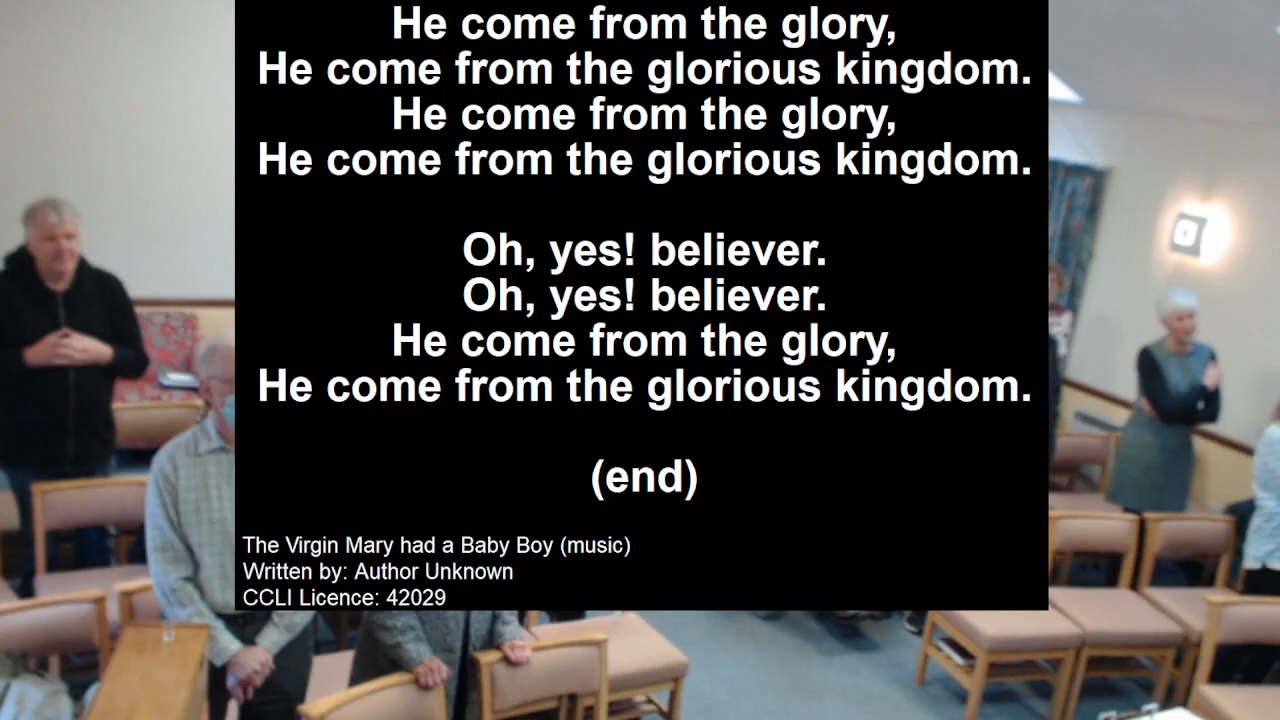 He come from the glory,
He come from the glorious kingdom.
He come from the glory,
He come from the glorious kingdom.
Oh, yes! believer.
Oh, yes! believer.
He come from the glory,
He come from the glorious kingdom.
(end)
The Virgin Mary had a Baby Boy (music)
Written by: Author Unknown
CCLI Licence: 42029